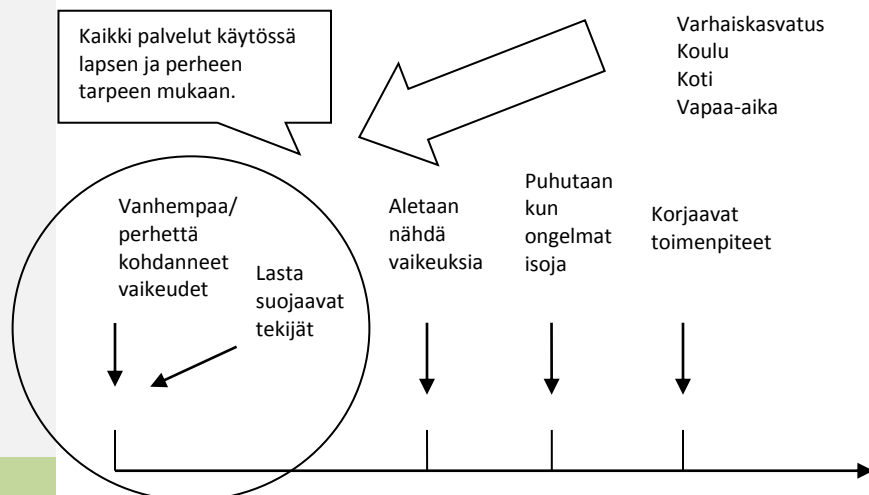 Kaikki palvelut käytössä
lapsen ja perheen
tarpeen mukaan.
Varhaiskasvatus
Koulu
Koti
Vapaa-aika
Vanhempaa/
perhettä
kohdanneet
vaikeudet
Lasta
suojaavat
tekijät
Aletaan
nähdä
vaikeuksia
Puhutaan
kun
ongelmat
isoja
Korjaavat
toimenpiteet